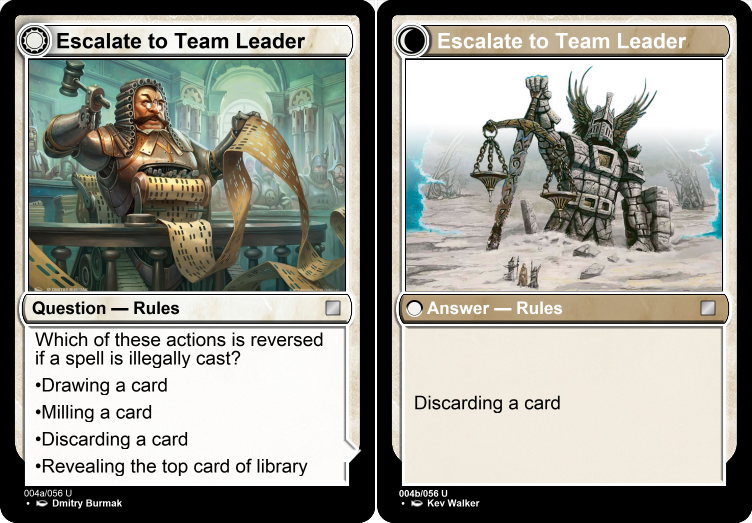 Escalate to Team Leader
Question — Rules
Which of these actions is reversed
if a spell is illegally cast?
•Drawing a card
•Milling a card
•Discarding a card
•Revealing the top card of library
004a/056 U
• Dmitry Burmak
Escalate to Team Leader
Answer — Rules
Discarding a card
004b/056 U
• Kev Walker